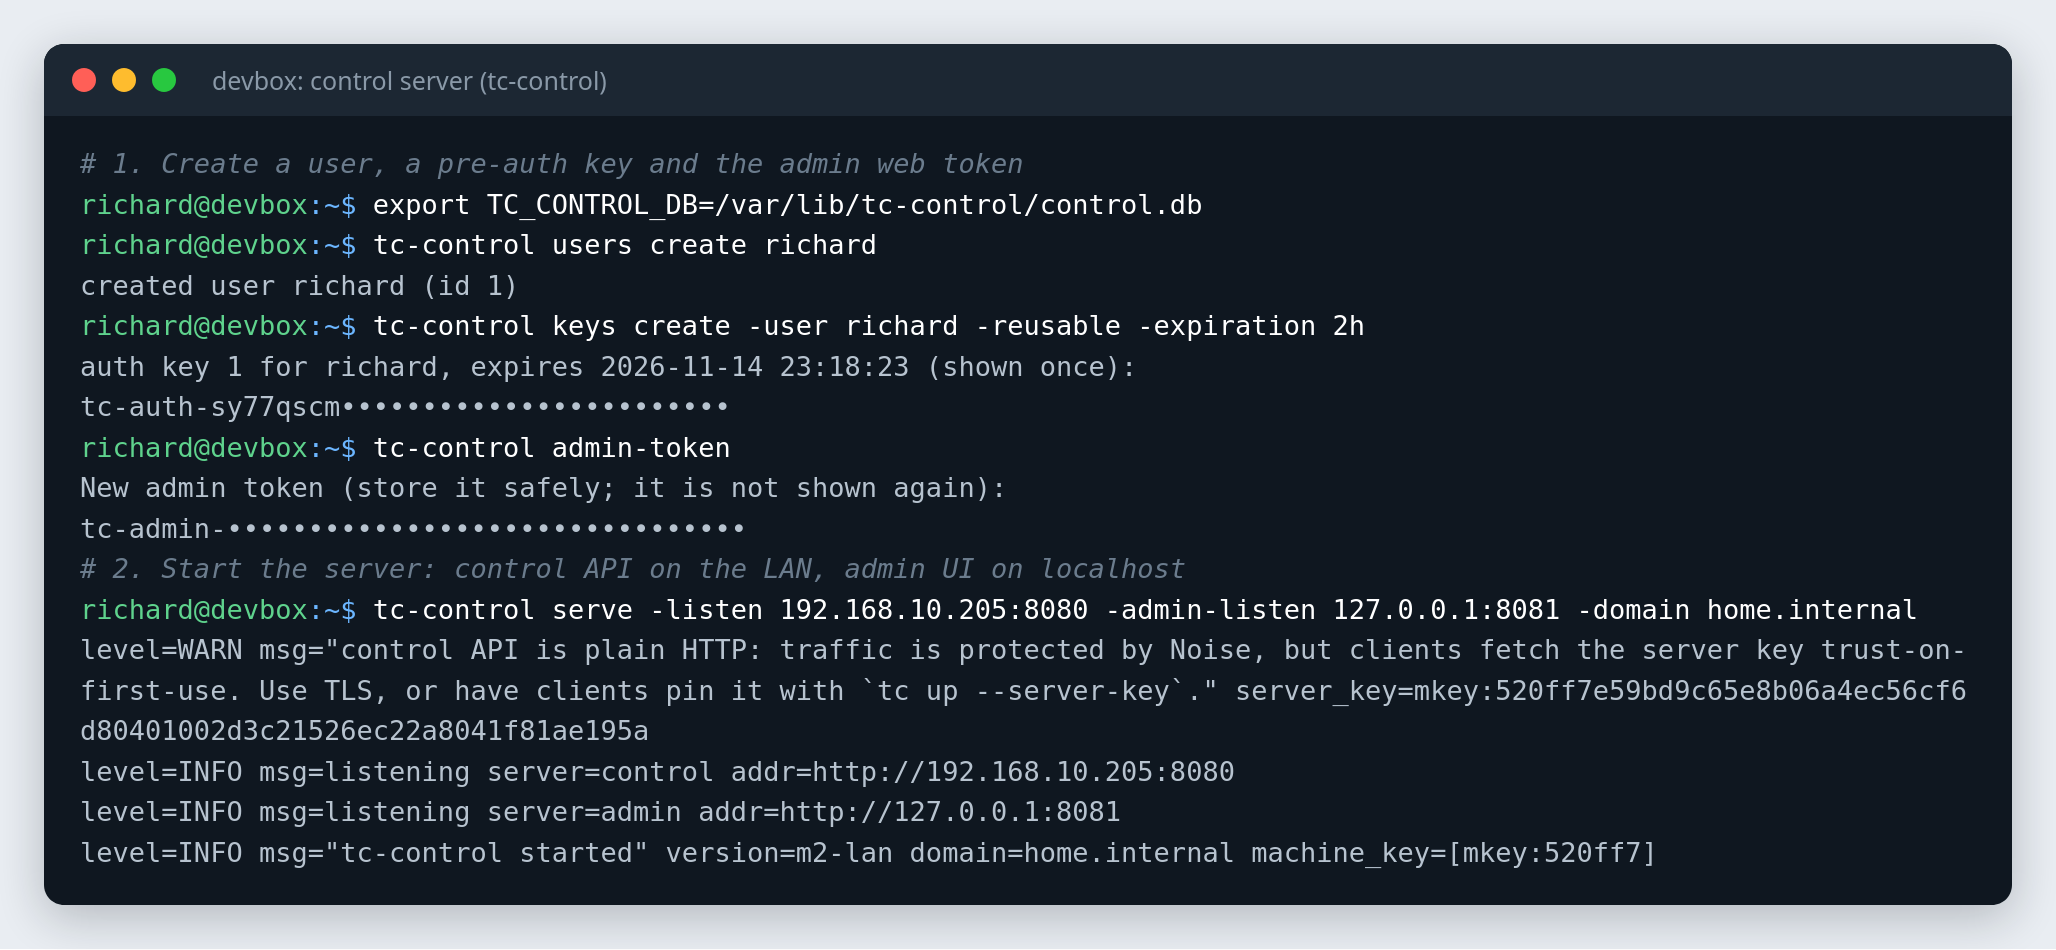 devbox: control server (tc-control)
# 1. Create a user, a pre-auth key and the admin web token
richard@devbox:~$ export TC_CONTROL_DB=/var/lib/tc-control/control.db
richard@devbox:~$ tc-control users create richard
created user richard (id 1)
richard@devbox:~$ tc-control keys create -user richard -reusable -expiration 2h
auth key 1 for richard, expires 2026-11-14 23:18:23 (shown once):
tc-auth-sy77qscm••••••••••••••••••••••••
richard@devbox:~$ tc-control admin-token
New admin token (store it safely; it is not shown again):
tc-admin-••••••••••••••••••••••••••••••••
# 2. Start the server: control API on the LAN, admin UI on localhost
richard@devbox:~$ tc-control serve -listen 192.168.10.205:8080 -admin-listen 127.0.0.1:8081 -domain home.internal
level=WARN msg="control API is plain HTTP: traffic is protected by Noise, but clients fetch the server key trust-on-
first-use. Use TLS, or have clients pin it with `tc up --server-key`." server_key=mkey:520ff7e59bd9c65e8b06a4ec56cf6
d80401002d3c21526ec22a8041f81ae195a
level=INFO msg=listening server=control addr=http://192.168.10.205:8080
level=INFO msg=listening server=admin addr=http://127.0.0.1:8081
level=INFO msg="tc-control started" version=m2-lan domain=home.internal machine_key=[mkey:520ff7]